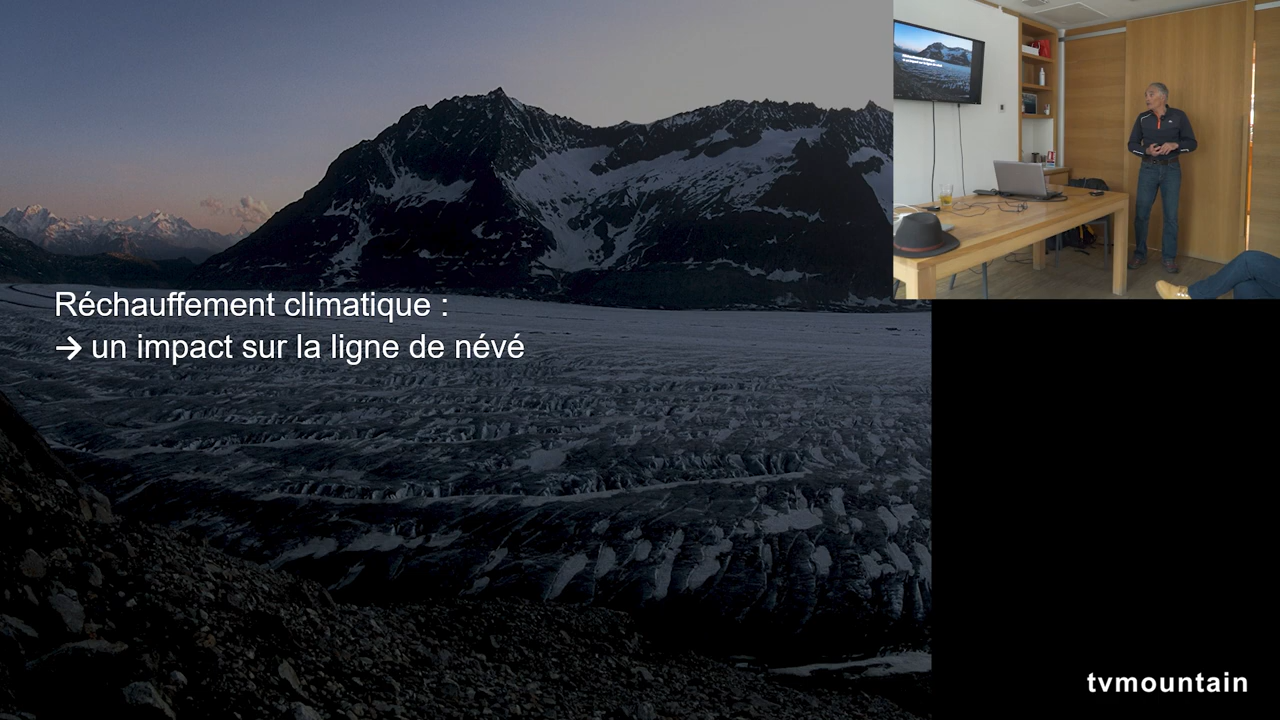 Réchauffement climatique :
→ un impact sur la ligne de névé
tvmountain